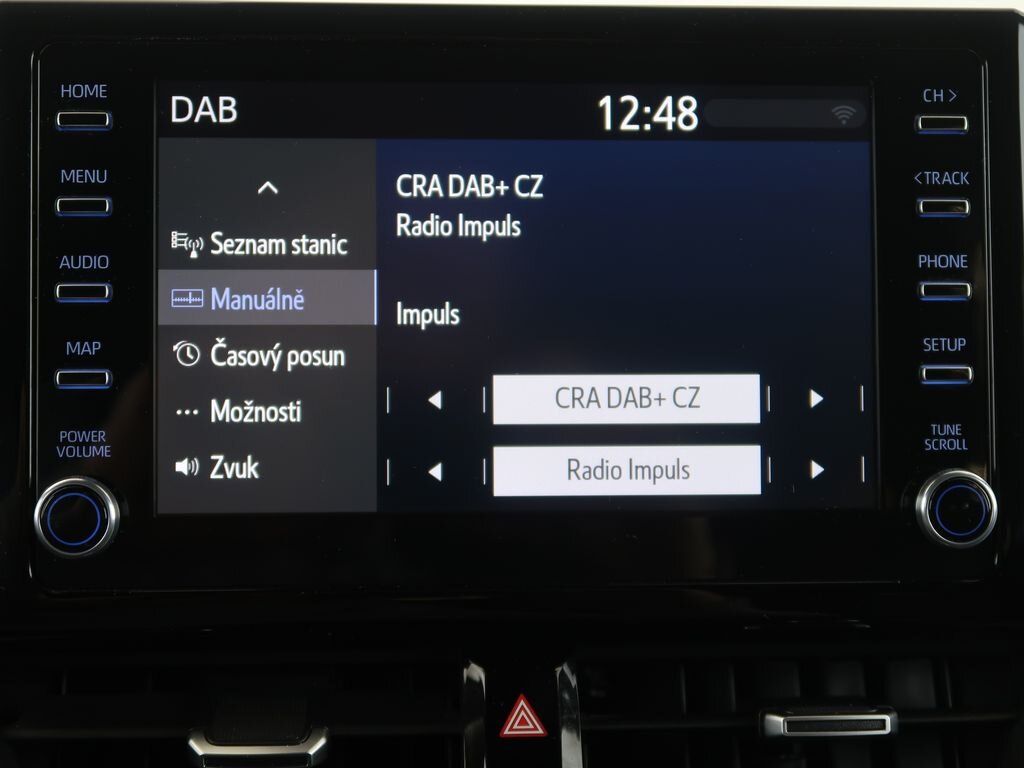 HOME
MENU
AUDIO
MAP
POWER
VOLUME
DAB
12:48
Seznam stanic
Manuálně
Časový posun
Možnosti
Zvuk
CRA DAB+ CZ
Radio Impuls
Impuls
CRA DAB+ CZ
Radio Impuls
CH >
<TRACK
PHONE
SETUP
TUNE
SCROLL